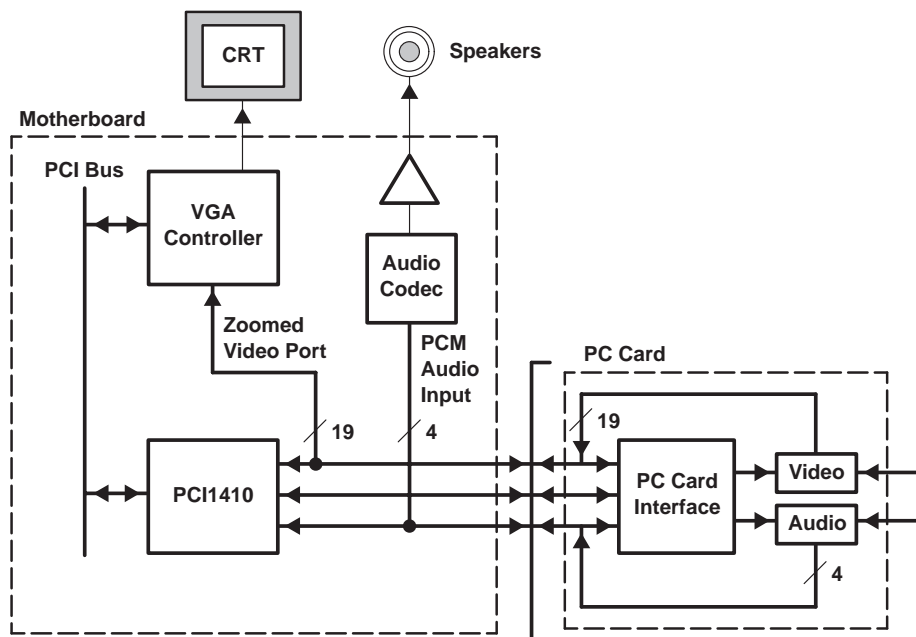 CRT
Speakers
Motherboard
PCI Bus
VGA
Controller
Audio
Codec
Zoomed
Video Port
PCM
Audio
Input
PC Card
19
4
19
PCI1410
PC Card
Interface
Video
Audio
4